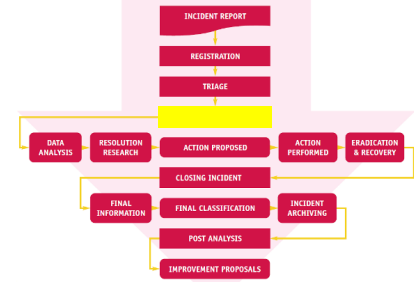 INCIDENT REPORT
REGISTRATION
TRIAGE
DATA
ANALYSIS
RESOLUTION
RESEARCH
ACTION PROPOSED
ACTION
PERFORMED
ERADICATION
& RECOVERY
CLOSING INCIDENT
FINAL
INFORMATION
FINAL CLASSIFICATION
INCIDENT
ARCHIVING
POST ANALYSIS
IMPROVEMENT PROPOSALS